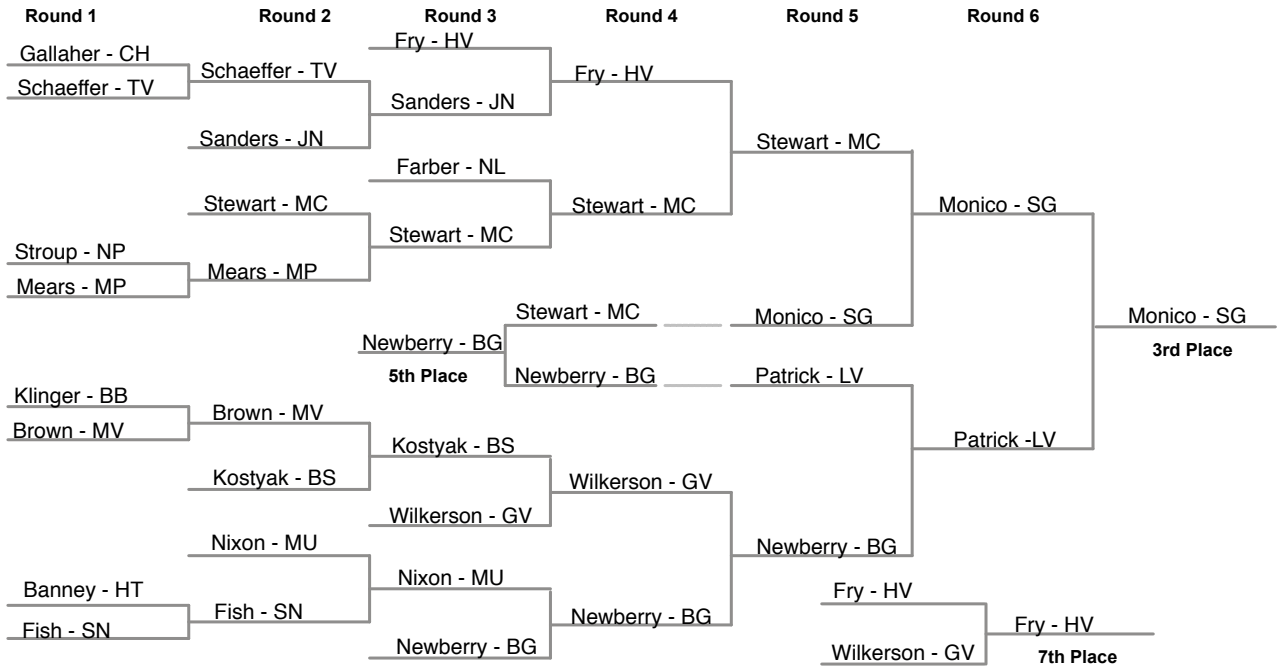 Round 1 Round 2 Round 3 Round 4 Round 5 Round 6
Fry - HV
Gallaher - CH
Schaeffer - TV
Fry - HV
Schaeffer - TV
Sanders - JN
Sanders - JN
Stewart - MC
Farber - NL
Stewart - MC
Stewart - MC
Monico - SG
Stewart - MC
Stroup - NP
Mears - MP
Mears - MP
Stewart - MC
Monico - SG
Monico - SG
Newberry - BG
3rd Place
5th Place
Newberry - BG
Patrick - LV
Klinger - BB
Brown - MV
Brown - MV
Kostyak - BS
Patrick -LV
Kostyak - BS
Wilkerson - GV
Wilkerson - GV
Nixon - MU
Newberry - BG
Nixon - MU
Banney - HT
Fry - HV
Fish - SN
Newberry - BG
Fry - HV
Fish - SN
Newberry - BG
Wilkerson - GV
7th Place